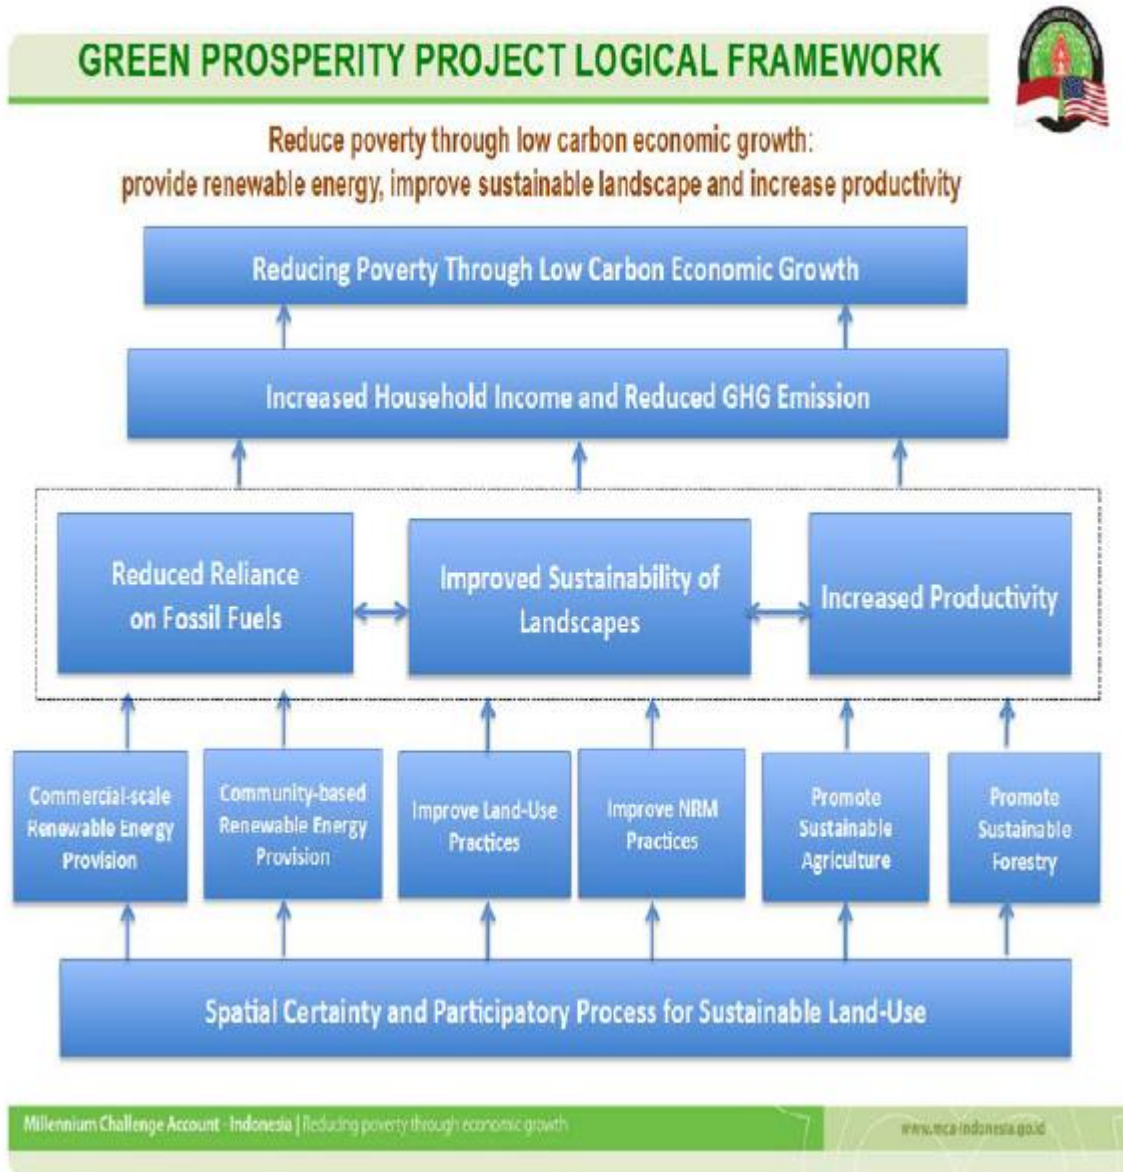 GREEN PROSPERITY PROJECT LOGICAL FRAMEWORK
Reduce poverty through low carbon economic growth:
provide renewable energy, improve sustainable landscape and increase productivity
Reducing Poverty Through Low Carbon Economic Growth
Increased Household Income and Reduced GHG Emission
Reduced Reliance
on Fossil Fuels
Improved Sustainability of
Landscapes
Increased Productivity
Commercial-scale
Renewable Energy
Provision
Community-based
Renewable Energy
Provision
Improve Land-Use
Practices
Improve NRM
Practices
Promote
Sustainable
Agriculture
Promote
Sustainable
Forestry
Spatial Certainty and Participatory Process for Sustainable Land-Use
Millennium Challenge Account - Indonesia | Reducing poverty through economic growth
www.mca-indonesia.go.id